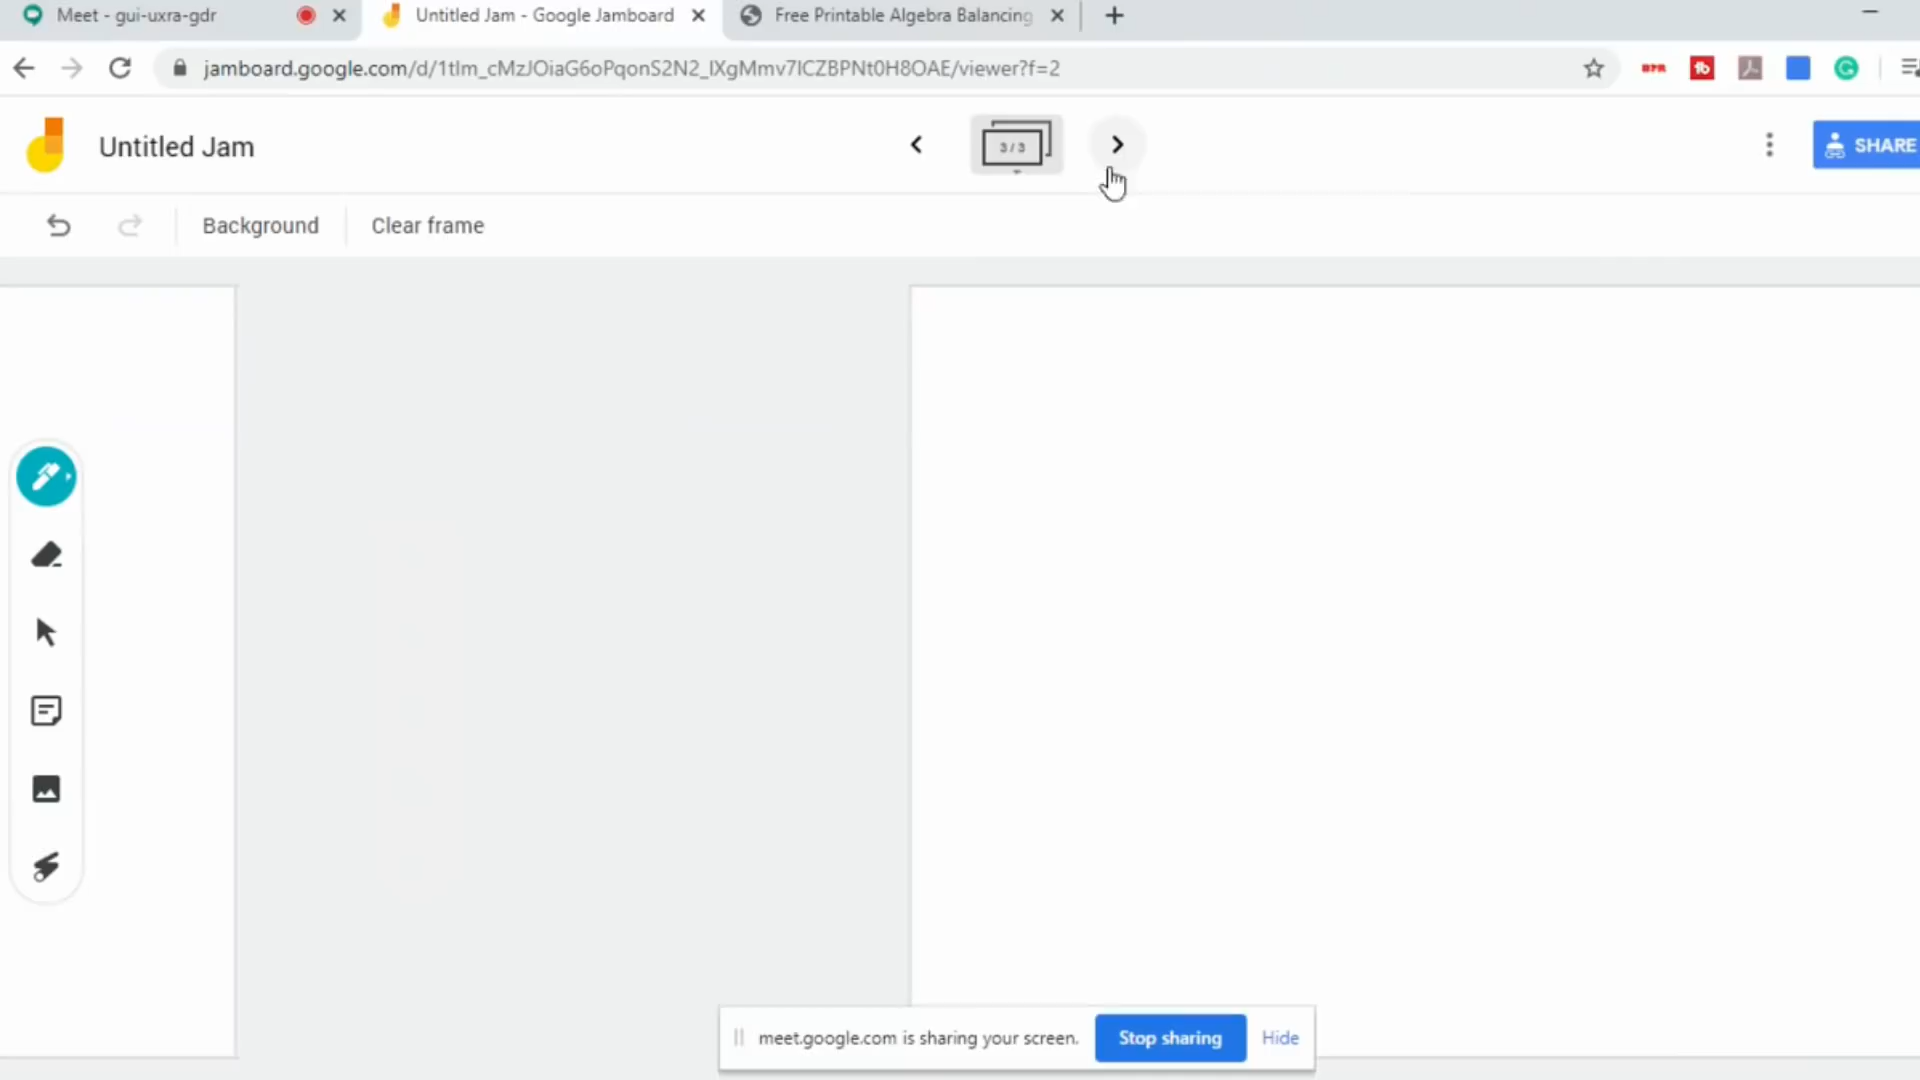 Meet - gui-uxra-gdr
Untitled Jam - Google Jamboard
Free Printable Algebra Balancing
jamboard.google.com/d/1tIm_cMzJOiaG6oPqonS2N2_lXgMmv7lCZBPNt0H8OAE/viewer?f=2
Untitled Jam
3 / 3
SHARE
Background
Clear frame
meet.google.com is sharing your screen.
Stop sharing
Hide